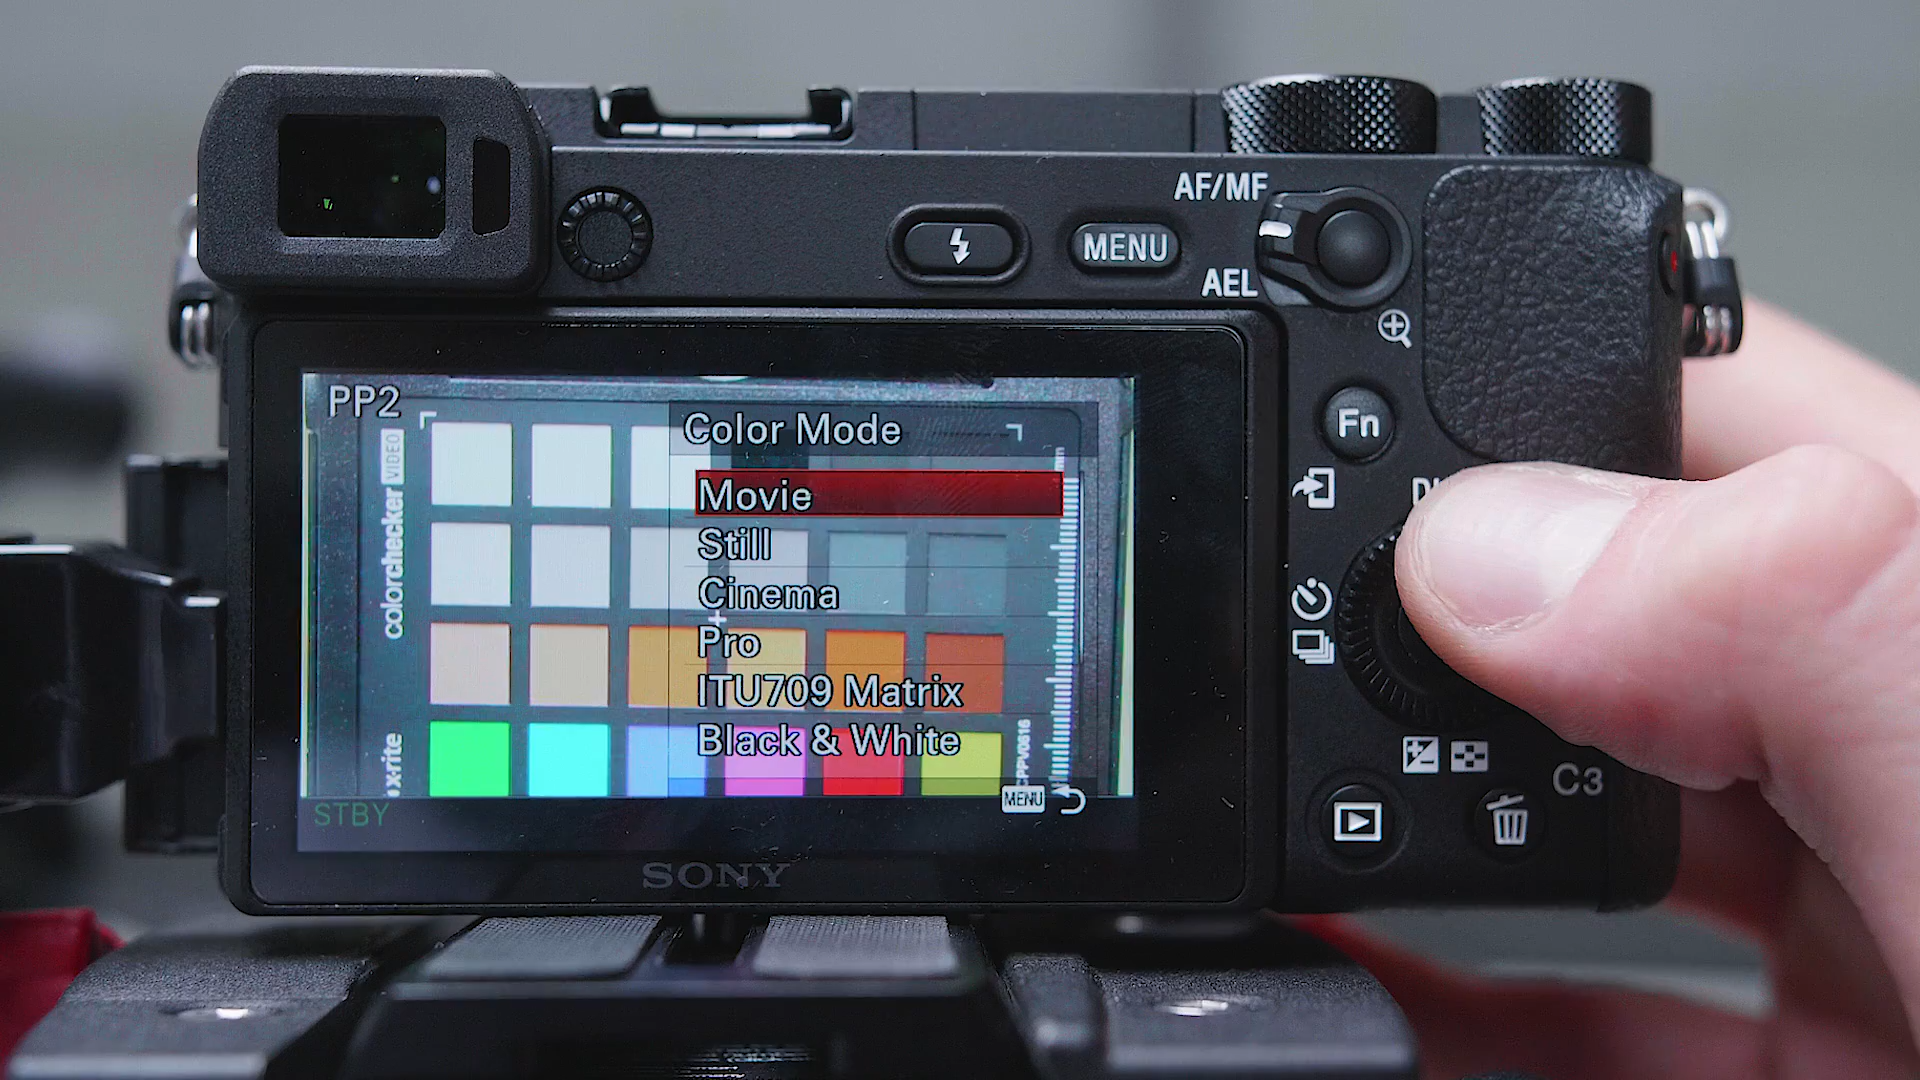 AF/MF
MENU
AEL
Fn
PP2
Color Mode
Movie
Still
Cinema
Pro
ITU709 Matrix
Black & White
colorchecker VIDEO
x-rite
MENU
STBY
C3
SONY